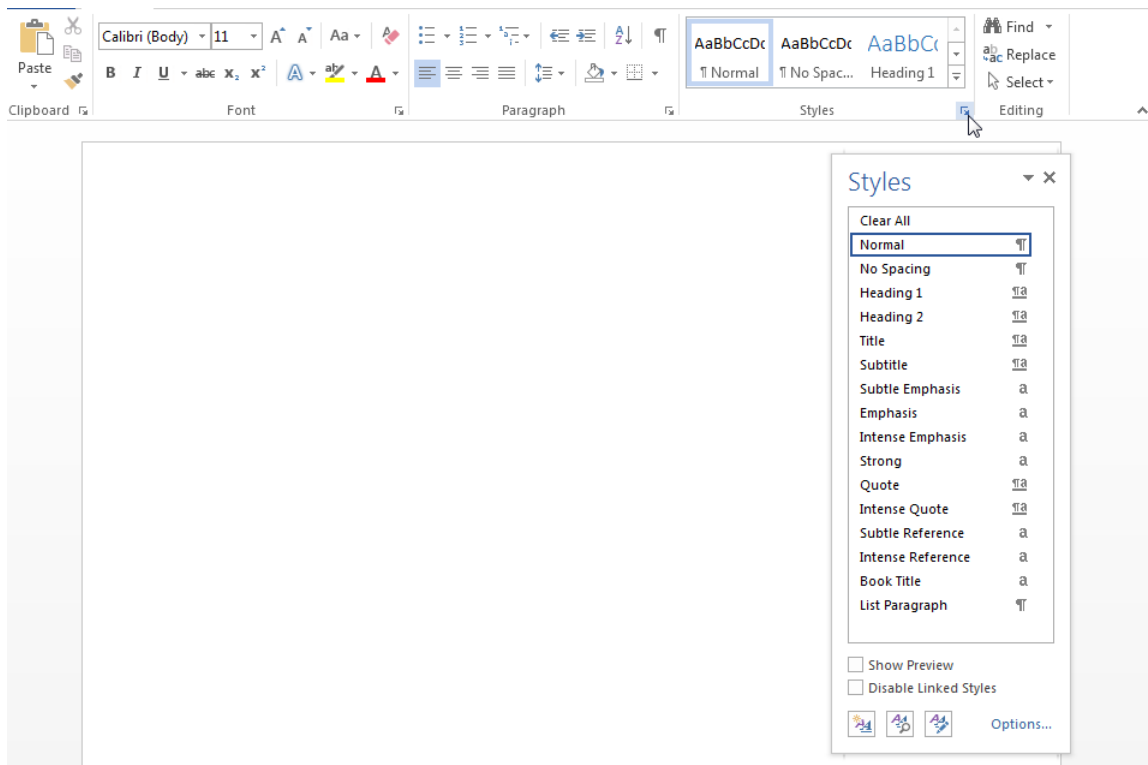 Calibri (Body) 11 Aa
Paste
B I U abc X₂ X² A ab A
AaBbCcDc AaBbCcDc AaBbCc
¶ Normal ¶ No Spac... Heading 1
Find
Replace
Select
Clipboard Font Paragraph Styles Editing
Styles
Clear All
Normal ¶
No Spacing ¶
Heading 1 ¶a
Heading 2 ¶a
Title ¶a
Subtitle ¶a
Subtle Emphasis a
Emphasis a
Intense Emphasis a
Strong a
Quote ¶a
Intense Quote ¶a
Subtle Reference a
Intense Reference a
Book Title a
List Paragraph ¶
Show Preview
Disable Linked Styles
Options...